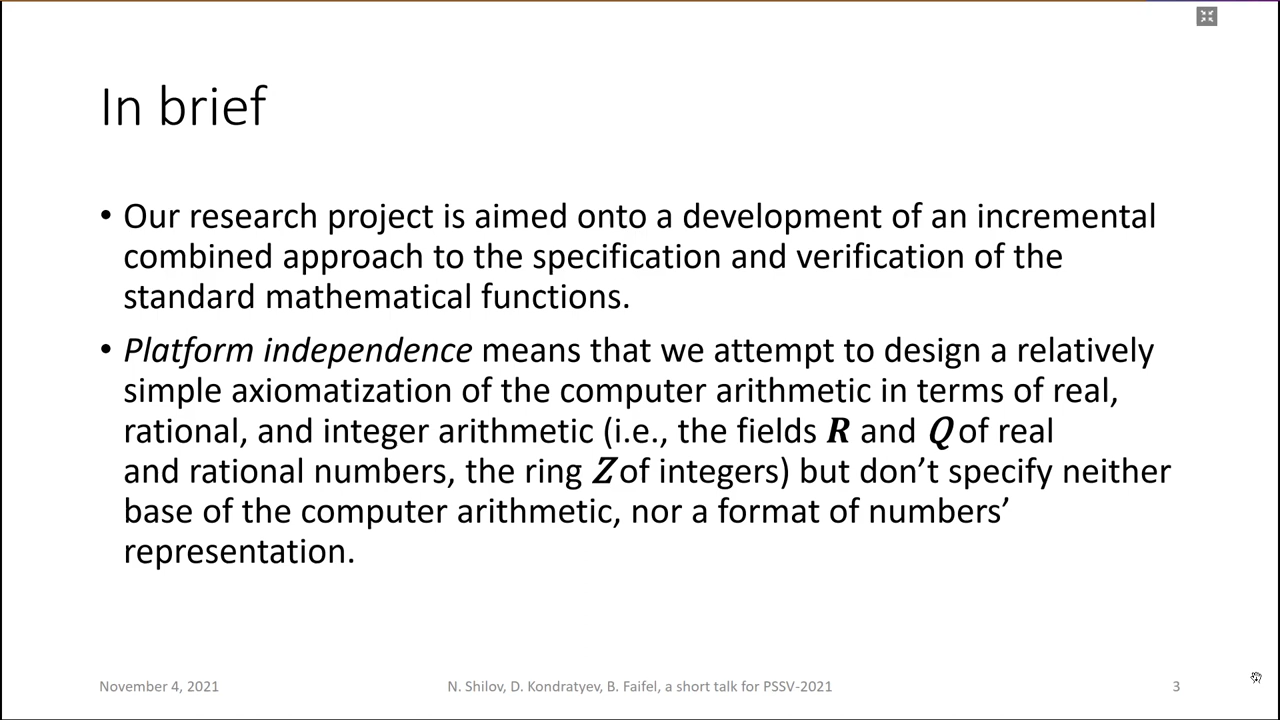 In brief
• Our research project is aimed onto a development of an incremental
combined approach to the specification and verification of the
standard mathematical functions.
• Platform independence means that we attempt to design a relatively
simple axiomatization of the computer arithmetic in terms of real,
rational, and integer arithmetic (i.e., the fields R and Q of real
and rational numbers, the ring Z of integers) but don’t specify neither
base of the computer arithmetic, nor a format of numbers’
representation.
November 4, 2021
N. Shilov, D. Kondratyev, B. Faifel, a short talk for PSSV-2021
3